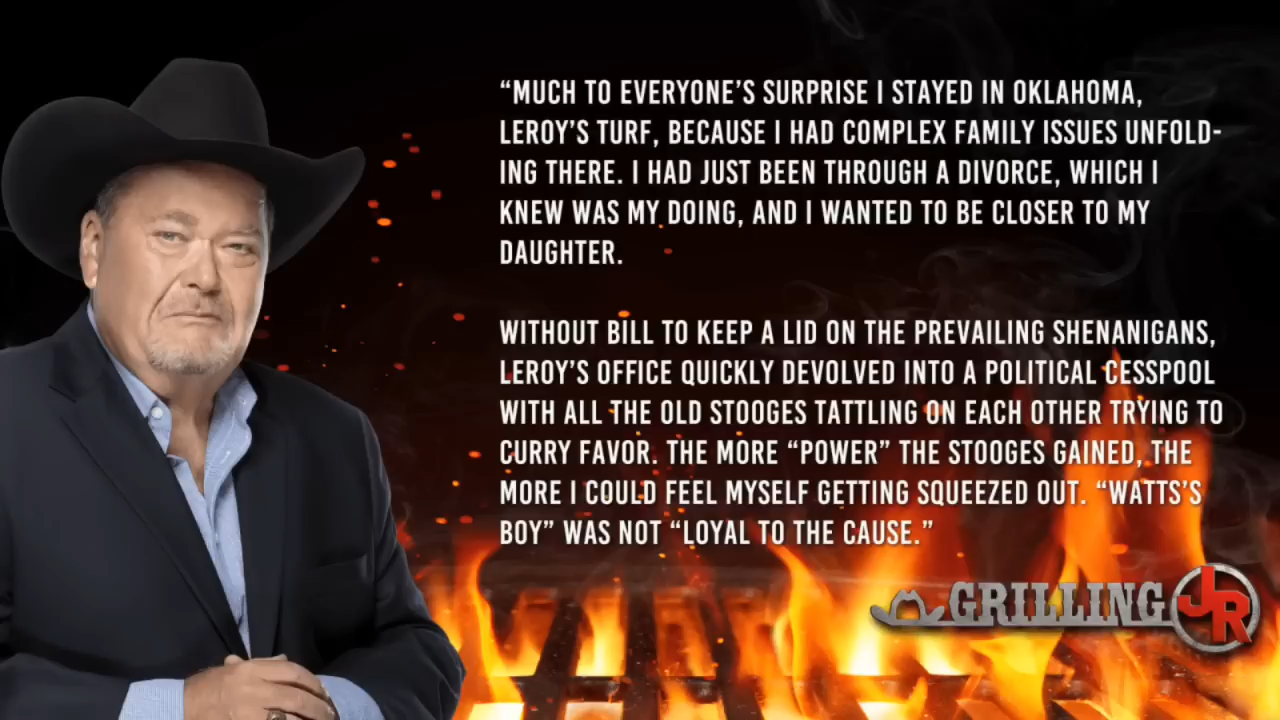 “MUCH TO EVERYONE’S SURPRISE I STAYED IN OKLAHOMA,
LEROY’S TURF, BECAUSE I HAD COMPLEX FAMILY ISSUES UNFOLD-
ING THERE. I HAD JUST BEEN THROUGH A DIVORCE, WHICH I
KNEW WAS MY DOING, AND I WANTED TO BE CLOSER TO MY
DAUGHTER.
WITHOUT BILL TO KEEP A LID ON THE PREVAILING SHENANIGANS,
LEROY’S OFFICE QUICKLY DEVOLVED INTO A POLITICAL CESSPOOL
WITH ALL THE OLD STOOGES TATTLING ON EACH OTHER TRYING TO
CURRY FAVOR. THE MORE “POWER” THE STOOGES GAINED, THE
MORE I COULD FEEL MYSELF GETTING SQUEEZED OUT. “WATTS’S
BOY” WAS NOT “LOYAL TO THE CAUSE.”
GRILLING JR